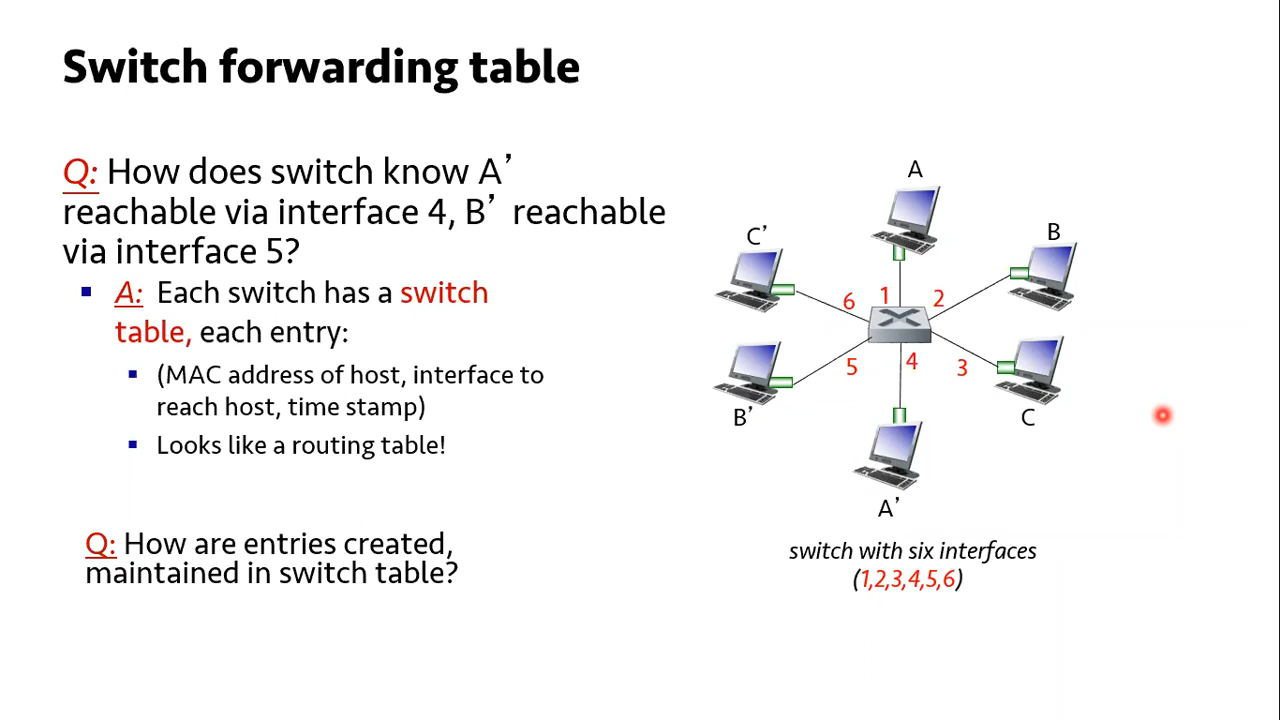 Switch forwarding table
Q: How does switch know A’
reachable via interface 4, B’ reachable
via interface 5?
A: Each switch has a switch
table, each entry:
(MAC address of host, interface to
reach host, time stamp)
Looks like a routing table!
Q: How are entries created,
maintained in switch table?
A
B
C’
6
1
2
5
4
3
B’
C
A’
switch with six interfaces
(1,2,3,4,5,6)